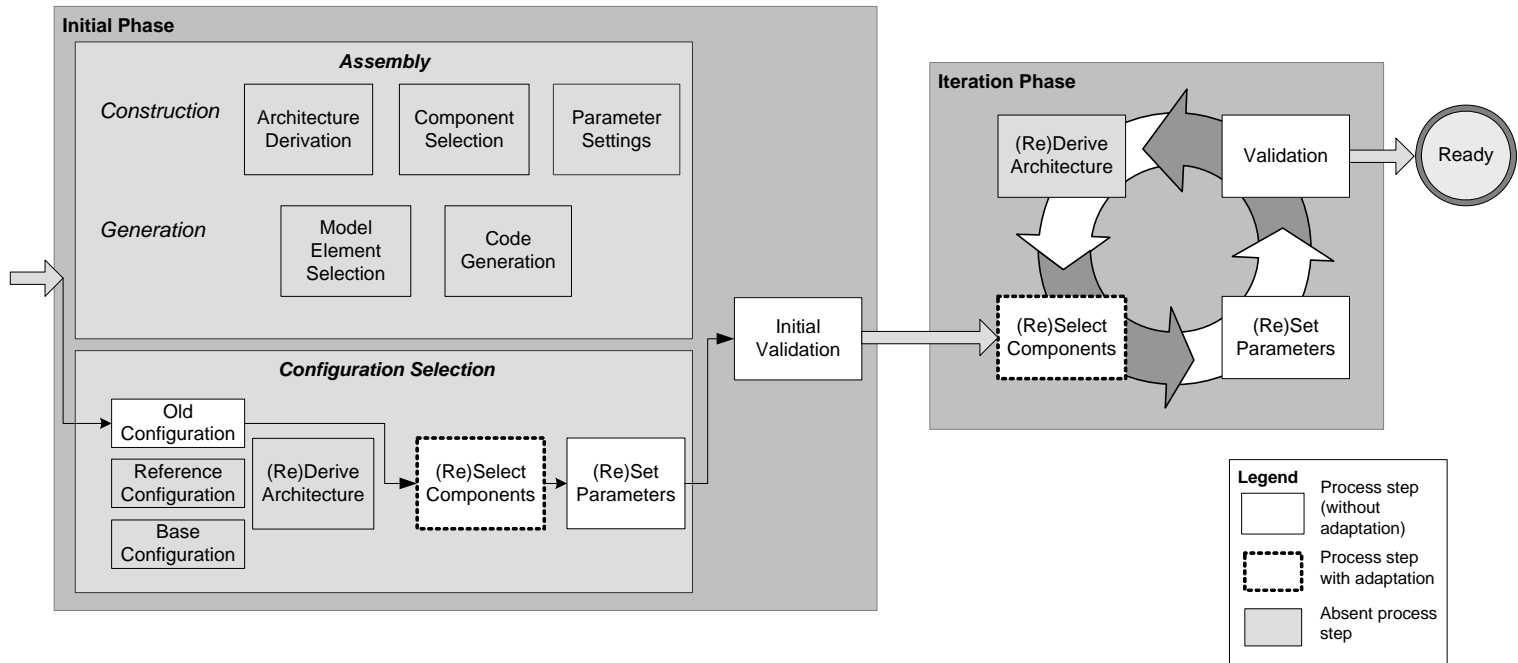 Initial Phase
Assembly
Construction
Architecture
Derivation
Component
Selection
Parameter
Settings
Generation
Model
Element
Selection
Code
Generation
Configuration Selection
Old
Configuration
Reference
Configuration
Base
Configuration
(Re)Derive
Architecture
(Re)Select
Components
(Re)Set
Parameters
Initial
Validation
Iteration Phase
(Re)Derive
Architecture
Validation
(Re)Select
Components
(Re)Set
Parameters
Ready
Legend
Process step
(without
adaptation)
Process step
with adaptation
Absent process
step